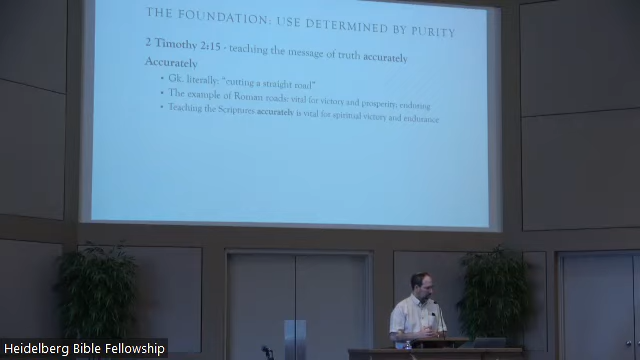 THE FOUNDATION: USE DETERMINED BY PURITY
2 Timothy 2:15 - teaching the message of truth accurately
Accurately
• Gk. literally: "cutting a straight road"
• The example of Roman roads: vital for victory and prosperity, enduring
• Teaching the Scriptures accurately is vital for spiritual victory and endurance
Heidelberg Bible Fellowship